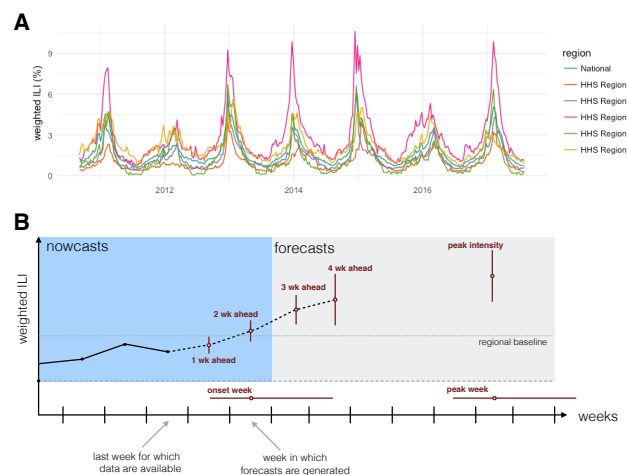 A
weighted ILI (%)
9
6
3
0
2012
2014
2016
region
National
HHS Region
HHS Region
HHS Region
HHS Region
HHS Region
B
weighted ILI
nowcasts
forecasts
peak intensity
4 wk ahead
3 wk ahead
2 wk ahead
regional baseline
1 wk ahead
onset week
peak week
weeks
last week for which
data are available
week in which
forecasts are generated